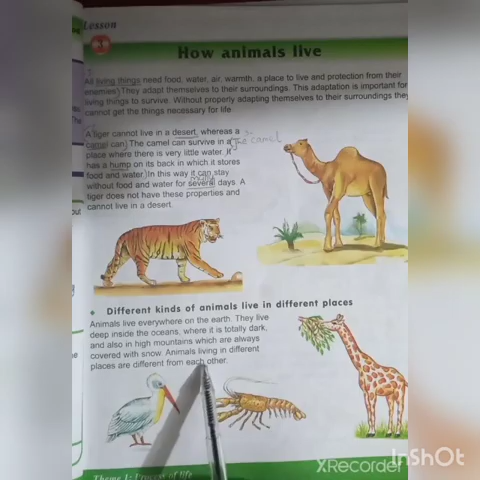 Lesson
How animals live
All living things need food, water, air, warmth, a place to live and protection from their
enemies. They adapt themselves to their surroundings. This adaptation is important for
living things to survive. Without properly adapting themselves to their surroundings they
cannot get the things necessary for life.
A tiger cannot live in a desert, whereas a
camel can. The camel can survive in a
The camel
place where there is very little water. It
has a hump on its back in which it stores
food and water. In this way it can stay
without food and water for several days. A
tiger does not have these properties and
cannot live in a desert.
Different kinds of animals live in different places
Animals live everywhere on the earth. They live
deep inside the oceans, where it is totally dark,
and also in high mountains which are always
covered with snow. Animals living in different
places are different from each other.
Theme 1: Process of life
XRecorder
InShOt